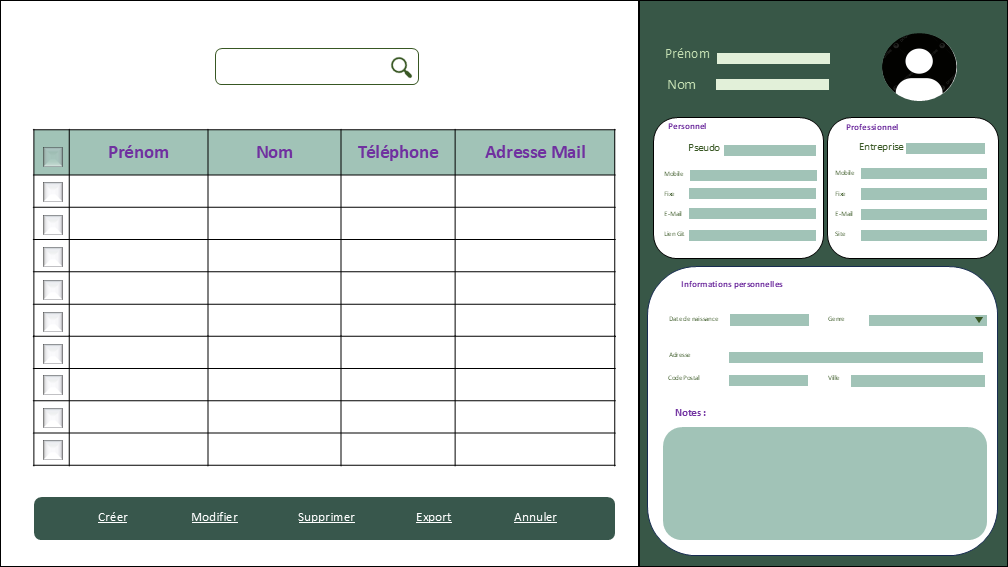 Prénom Nom Téléphone Adresse Mail
Créer Modifier Supprimer Export Annuler
Prénom
Nom
Personnel
Pseudo
Mobile
Fixe
E-Mail
Lien Git
Professionnel
Entreprise
Mobile
Fixe
E-Mail
Site
Informations personnelles
Date de naissance Genre
Adresse
Code Postal Ville
Notes :